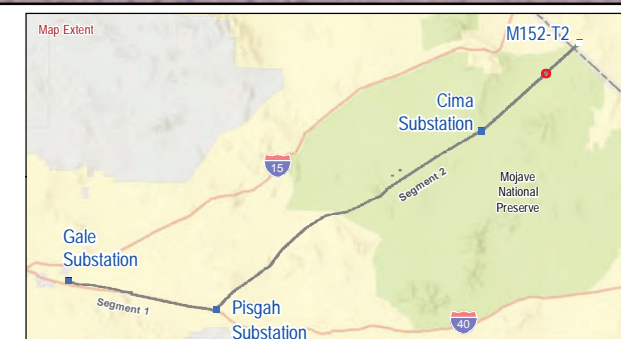 Map Extent
M152-T2
Cima
Substation
15
Segment 2
Mojave
National
Preserve
Gale
Substation
Segment 1
Pisgah
Substation
40